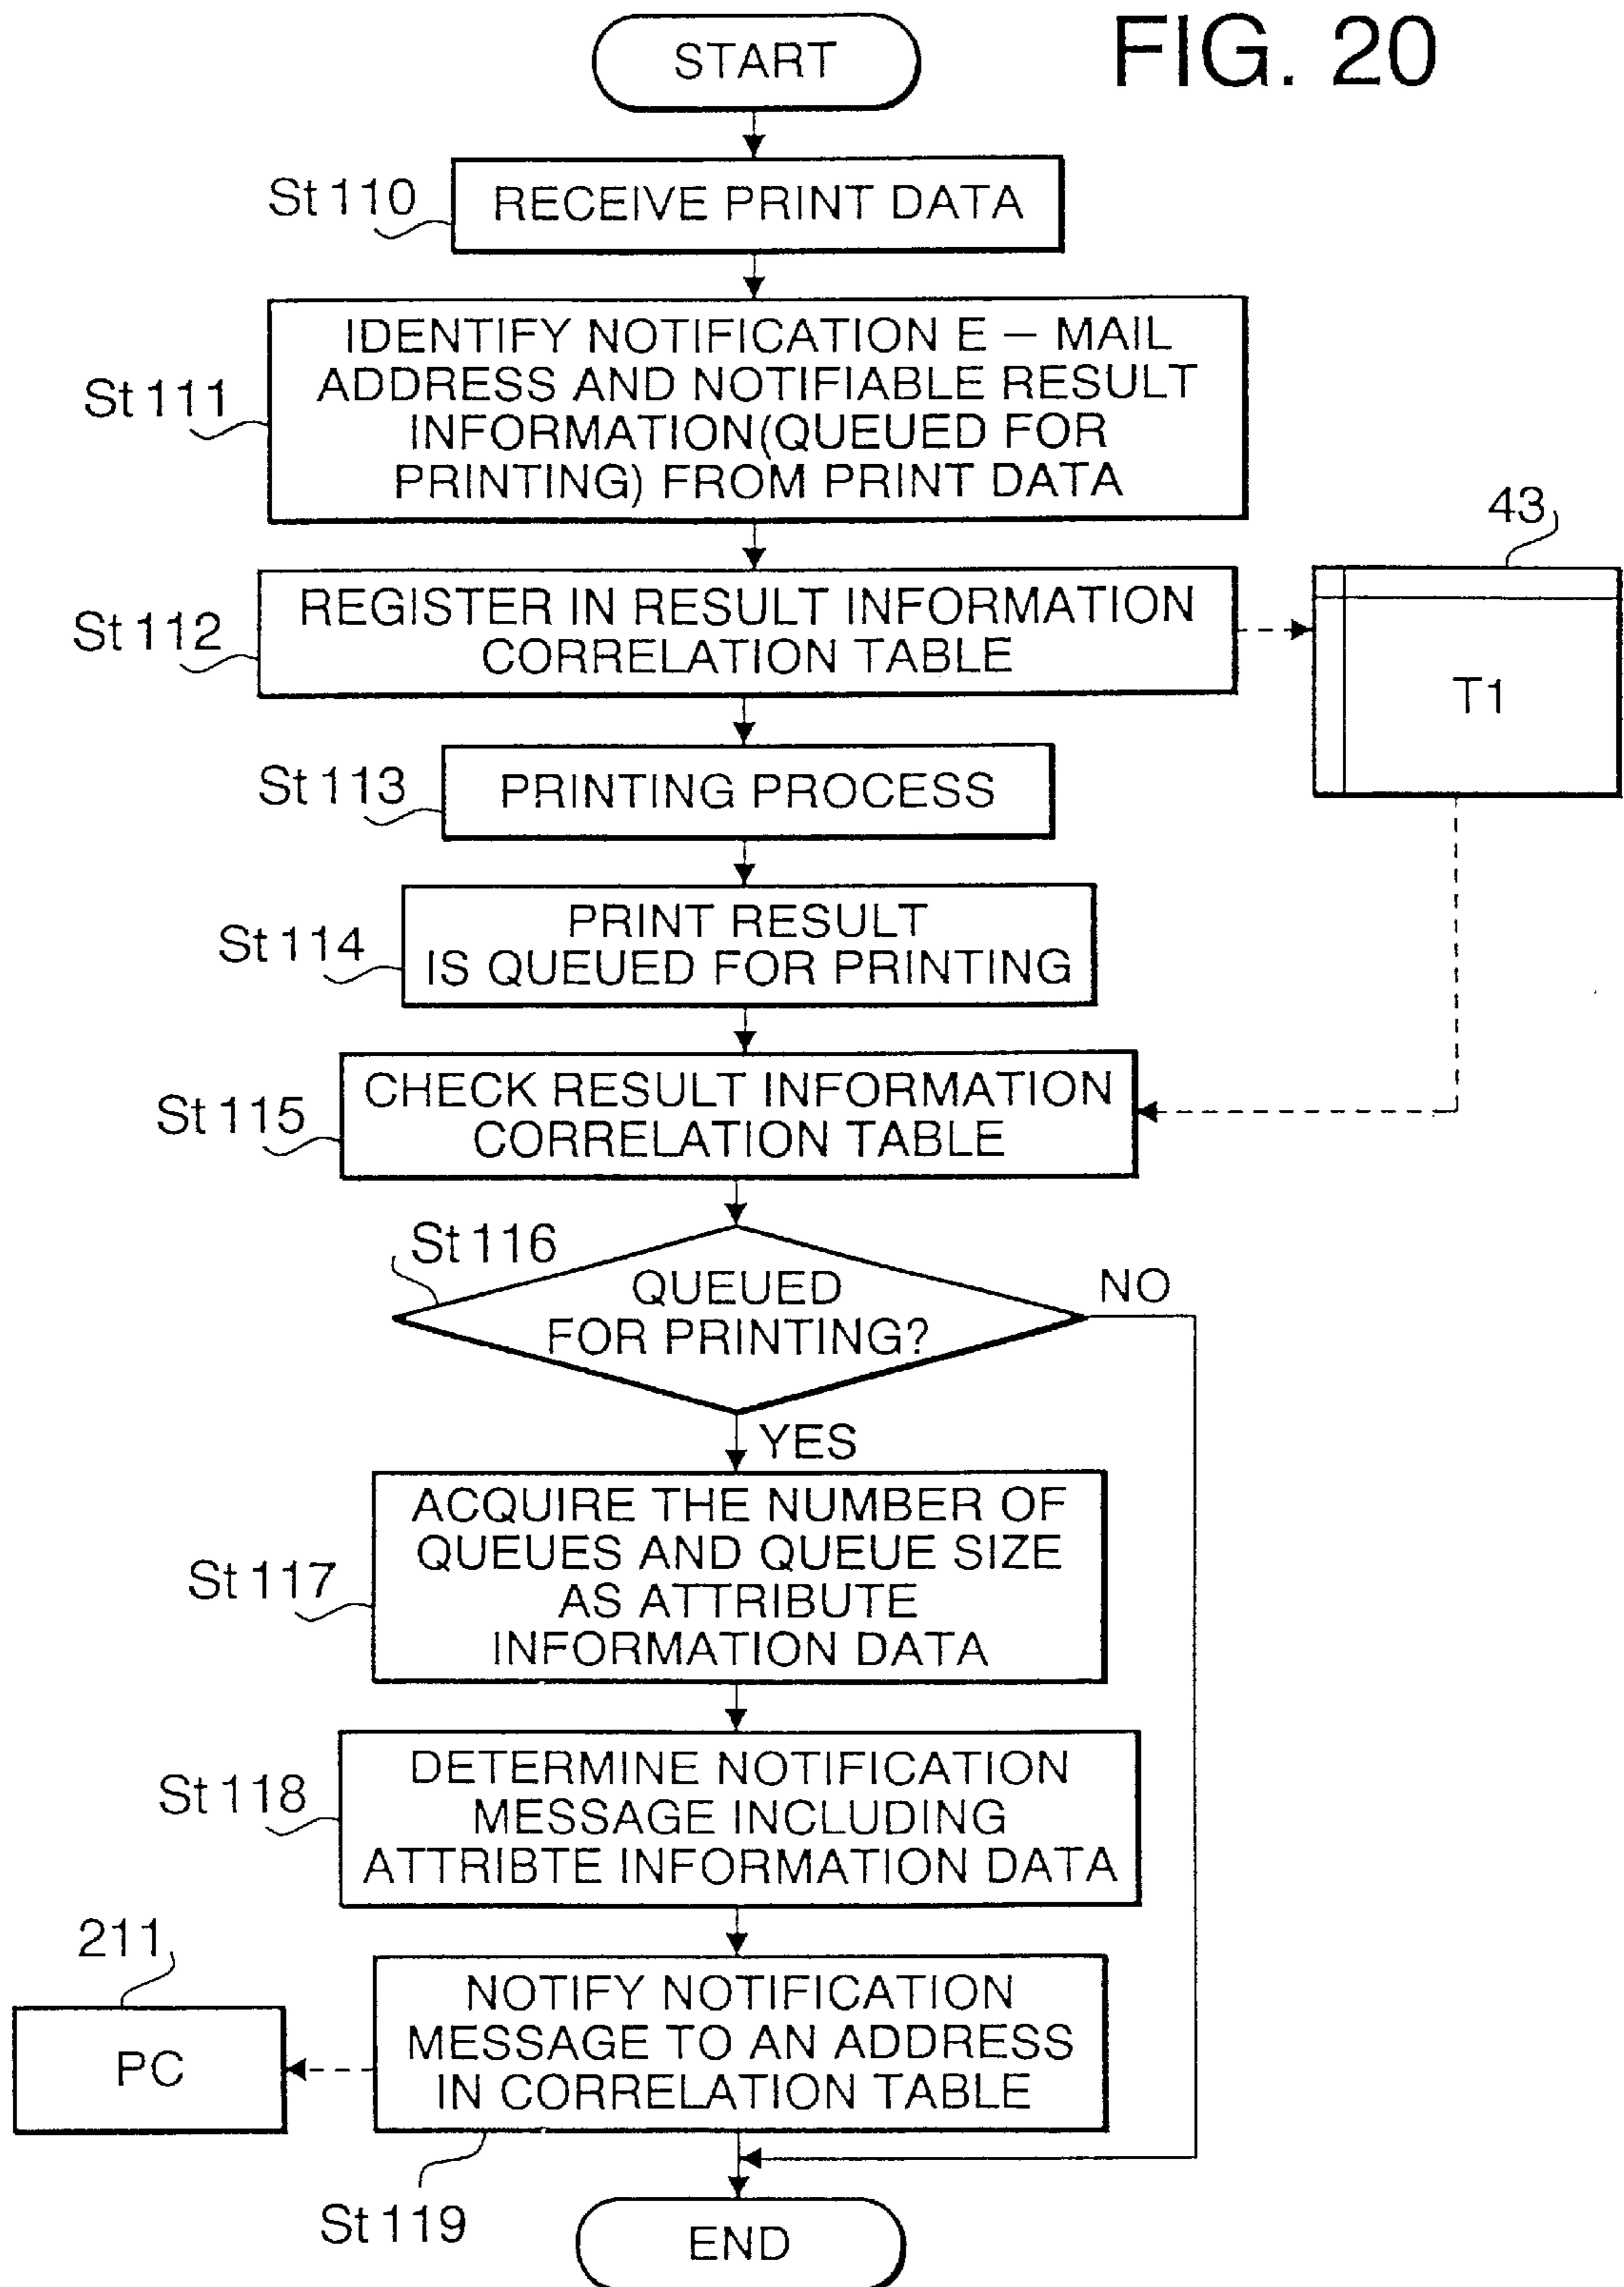 FIG. 20
START
St 110
RECEIVE PRINT DATA
St 111
IDENTIFY NOTIFICATION E – MAIL
ADDRESS AND NOTIFIABLE RESULT
INFORMATION(QUEUED FOR
PRINTING) FROM PRINT DATA
43
St 112
REGISTER IN RESULT INFORMATION
CORRELATION TABLE
T1
St 113
PRINTING PROCESS
St 114
PRINT RESULT
IS QUEUED FOR PRINTING
St 115
CHECK RESULT INFORMATION
CORRELATION TABLE
St 116
QUEUED
FOR PRINTING?
NO
YES
St 117
ACQUIRE THE NUMBER OF
QUEUES AND QUEUE SIZE
AS ATTRIBUTE
INFORMATION DATA
St 118
DETERMINE NOTIFICATION
MESSAGE INCLUDING
ATTRIBTE INFORMATION DATA
211
PC
NOTIFY NOTIFICATION
MESSAGE TO AN ADDRESS
IN CORRELATION TABLE
St 119
END